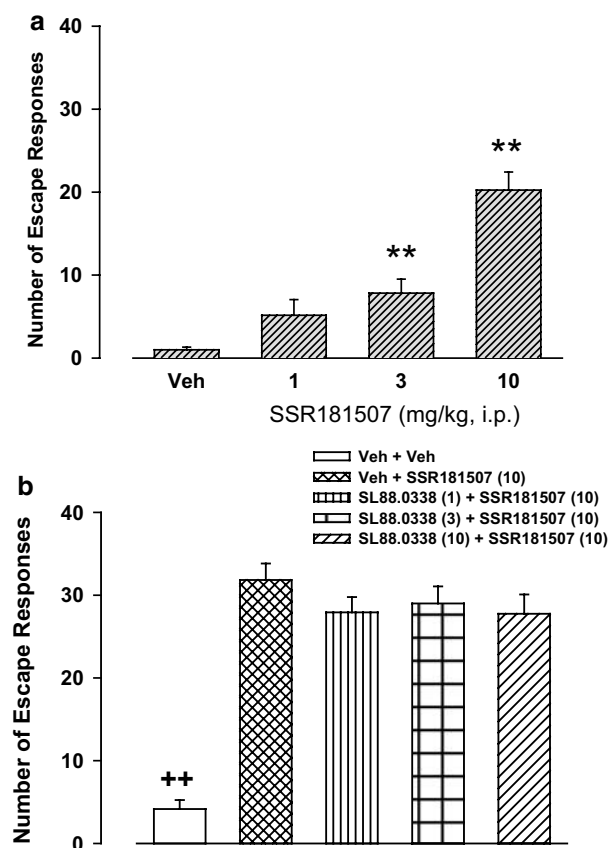 a
40
30
20
10
0
Number of Escape Responses
**
**
Veh 1 3 10
SSR181507 (mg/kg, i.p.)
b
Veh + Veh
Veh + SSR181507 (10)
SL88.0338 (1) + SSR181507 (10)
SL88.0338 (3) + SSR181507 (10)
SL88.0338 (10) + SSR181507 (10)
40
30
20
10
0
Number of Escape Responses
++